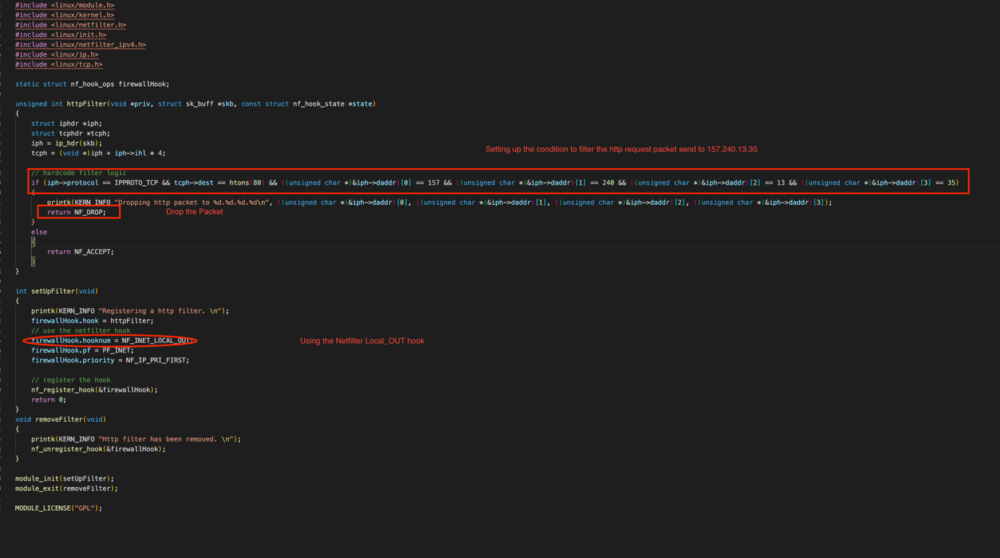 #include <linux/module.h>
#include <linux/kernel.h>
#include <linux/netfilter.h>
#include <linux/init.h>
#include <linux/netfilter_ipv4.h>
#include <linux/ip.h>
#include <linux/tcp.h>
static struct nf_hook_ops firewallHook;
unsigned int httpFilter(void *priv, struct sk_buff *skb, const struct nf_hook_state *state)
{
struct iphdr *iph;
struct tcphdr *tcph;
iph = ip_hdr(skb);
tcph = (void *)iph + iph->ihl * 4;
Setting up the condition to filter the http request packet send to 157.240.13.35
// hardcode filter logic
if (iph->protocol == IPPROTO_TCP && tcph->dest == htons(80) && ((unsigned char *)&iph->daddr)[0] == 157 && ((unsigned char *)&iph->daddr)[1] == 240 && ((unsigned char *)&iph->daddr)[2] == 13 && ((unsigned char *)&iph->daddr)[3] == 35)
{
printk(KERN_INFO "Dropping http packet to %d.%d.%d.%d\n", ((unsigned char *)&iph->daddr)[0], ((unsigned char *)&iph->daddr)[1], ((unsigned char *)&iph->daddr)[2], ((unsigned char *)&iph->daddr)[3]);
return NF_DROP;
Drop the Packet
}
else
{
return NF_ACCEPT;
}
}
int setUpFilter(void)
{
printk(KERN_INFO "Registering a http filter. \n");
firewallHook.hook = httpFilter;
// use the netfilter hook
firewallHook.hooknum = NF_INET_LOCAL_OUT;
Using the Netfilter Local_OUT hook
firewallHook.pf = PF_INET;
firewallHook.priority = NF_IP_PRI_FIRST;
// register the hook
nf_register_hook(&firewallHook);
return 0;
}
void removeFilter(void)
{
printk(KERN_INFO "Http filter has been removed. \n");
nf_unregister_hook(&firewallHook);
}
module_init(setUpFilter);
module_exit(removeFilter);
MODULE_LICENSE("GPL");